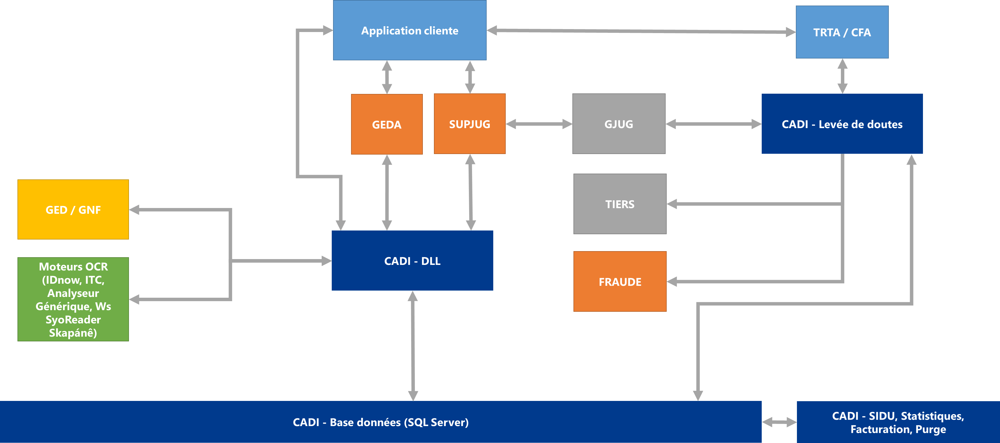 Application cliente
TRTA / CFA
GEDA
SUPJUG
GJUG
CADI - Levée de doutes
GED / GNF
TIERS
Moteurs OCR
(IDnow, ITC,
Analyseur
Générique, Ws
SyoReader
Skapánê)
CADI - DLL
FRAUDE
CADI - Base données (SQL Server)
CADI - SIDU, Statistiques,
Facturation, Purge